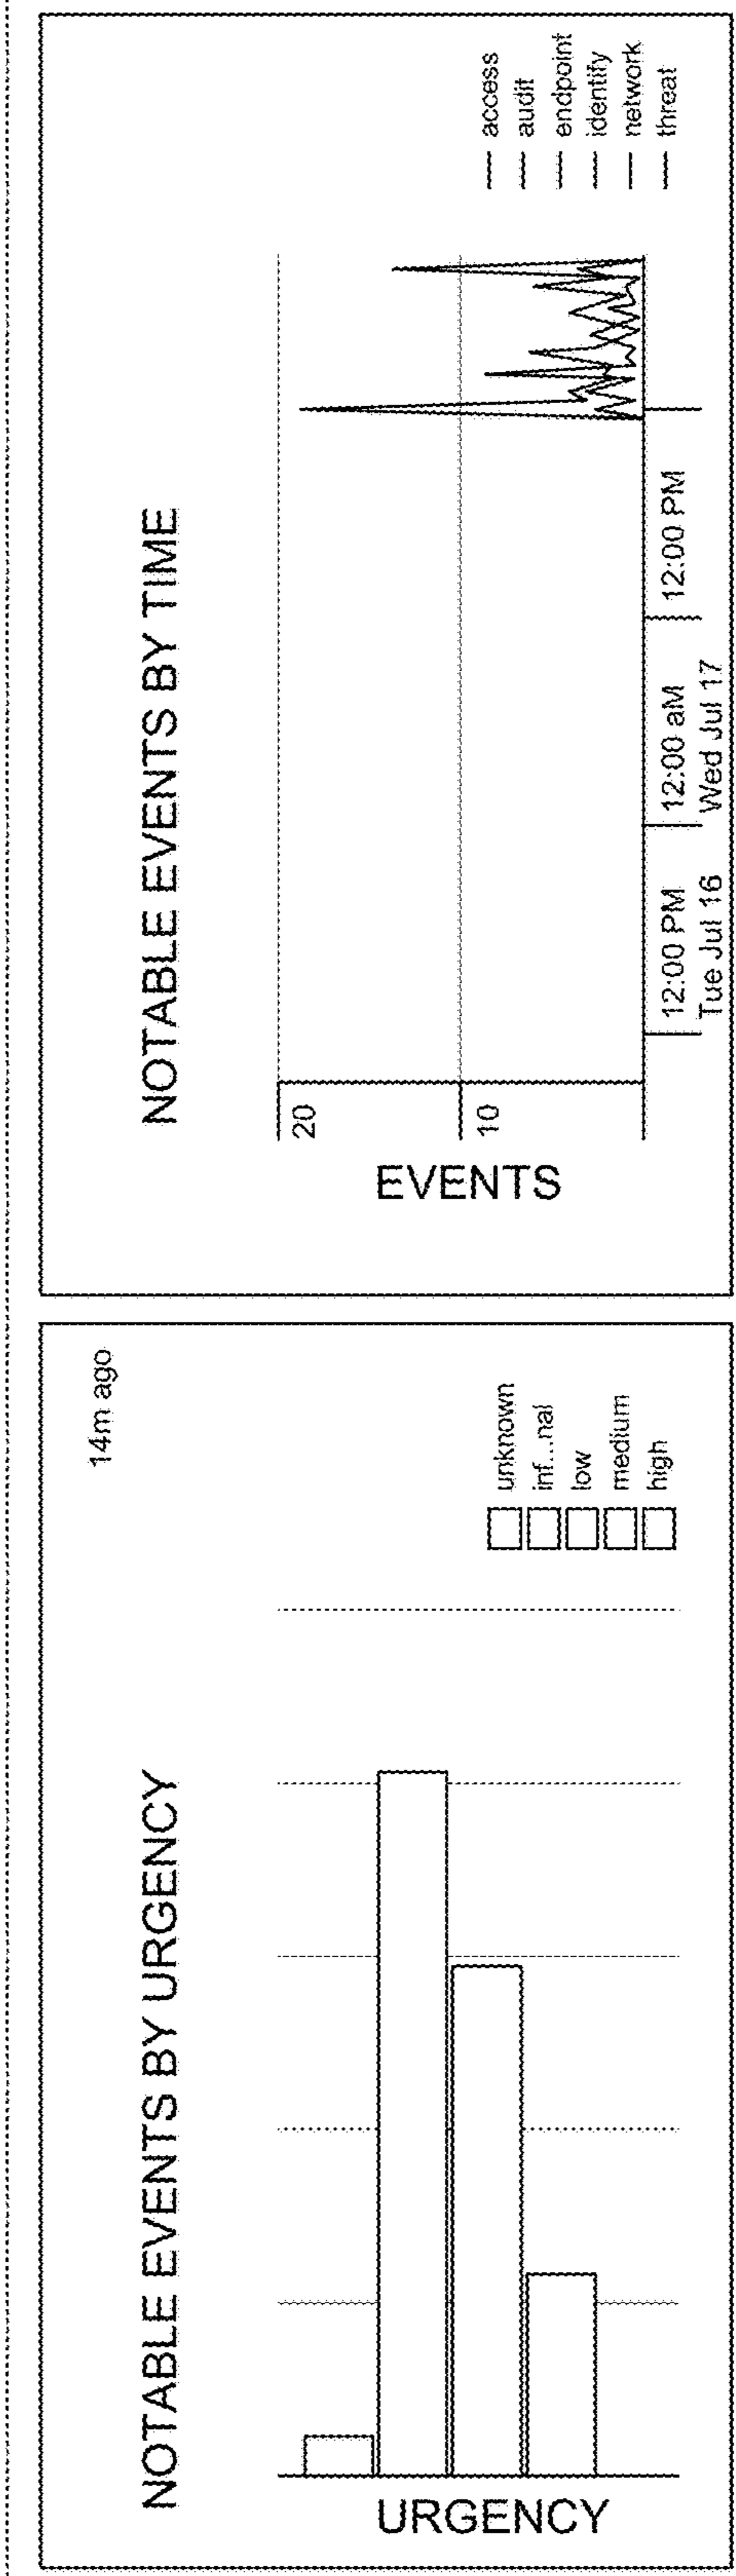 NOTABLE EVENTS BY URGENCY
14m ago
URGENCY
unknown
inf...nal
low
medium
high
NOTABLE EVENTS BY TIME
EVENTS
20
10
12:00 PM
Tue Jul 16
12:00 aM
Wed Jul 17
12:00 PM
access
audit
endpoint
identify
network
threat